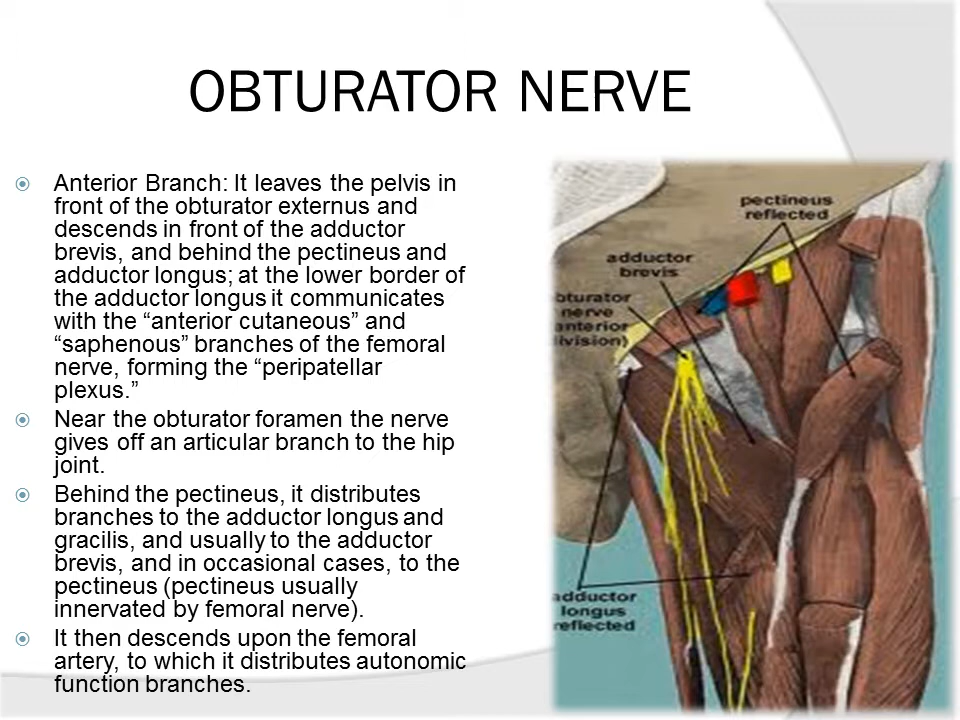 OBTURATOR NERVE
Anterior Branch: It leaves the pelvis in
front of the obturator externus and
descends in front of the adductor
brevis, and behind the pectineus and
adductor longus; at the lower border of
the adductor longus it communicates
with the “anterior cutaneous” and
“saphenous” branches of the femoral
nerve, forming the “peripatellar
plexus.”
Near the obturator foramen the nerve
gives off an articular branch to the hip
joint.
Behind the pectineus, it distributes
branches to the adductor longus and
gracilis, and usually to the adductor
brevis, and in occasional cases, to the
pectineus (pectineus usually
innervated by femoral nerve).
It then descends upon the femoral
artery, to which it distributes autonomic
function branches.
pectineus
reflected
adductor
brevis
bturator
nerve
anterior
ivision)
adductor
longus
reflected